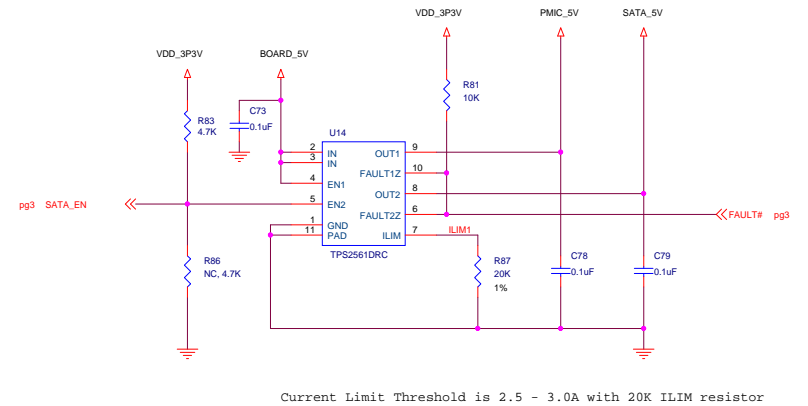 VDD_3P3V
PMIC_5V
SATA_5V
VDD_3P3V
BOARD_5V
R81
10K
C73
0.1uF
R83
4.7K
U14
2
IN
OUT1
9
3
IN
FAULT1Z
10
4
EN1
OUT2
8
pg3 SATA_EN
5
EN2
FAULT2Z
6
FAULT# pg3
1
GND
11
PAD
ILIM
7
ILIM1
TPS2561DRC
R86
NC, 4.7K
R87
20K
1%
C78
0.1uF
C79
0.1uF
Current Limit Threshold is 2.5 - 3.0A with 20K ILIM resistor